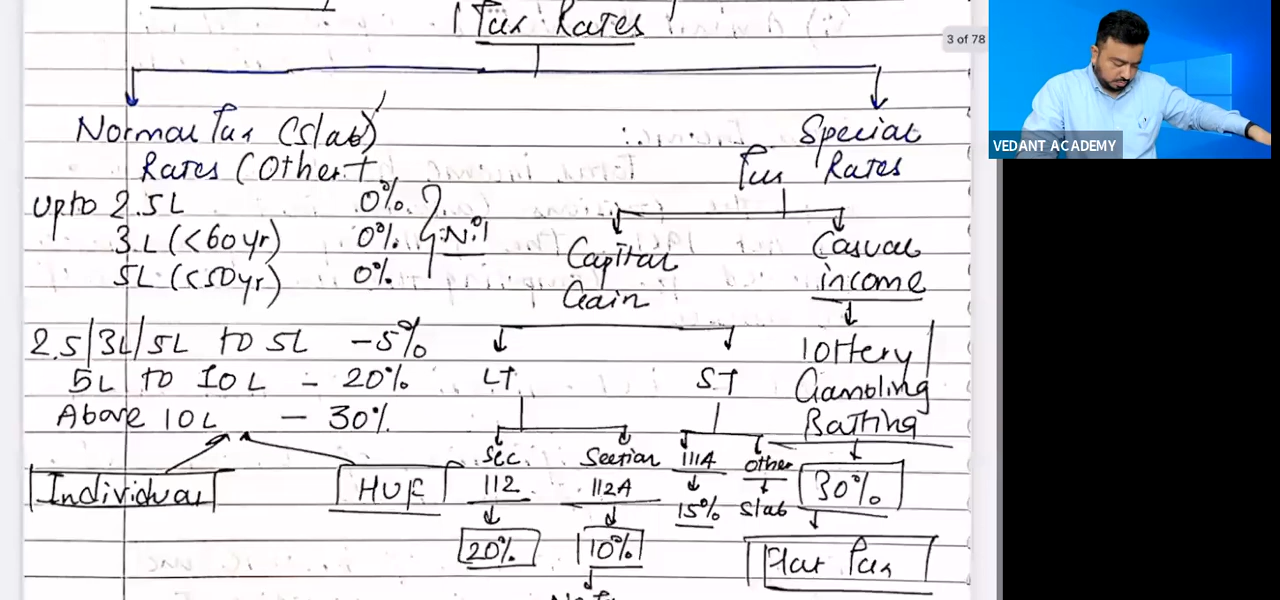 Tax Rates
3 of 78
VEDANT ACADEMY
Normal Tax (Slab)
Rates (Other +
Special
Tax Rates
upto 2.5L 0%
3L (<60yr) 0% Nil
5L (<80yr) 0%
Capital
Gain
Casual
income
2.5/3L/5L to 5L - 5%
5L to 10L - 20%
Above 10L - 30%
Individual
HUF
LT
ST
Sec
112
20%
Section
112A
10%
111A
15%
other
slab
lottery
Gambling
Batting
30%
Flat Tax